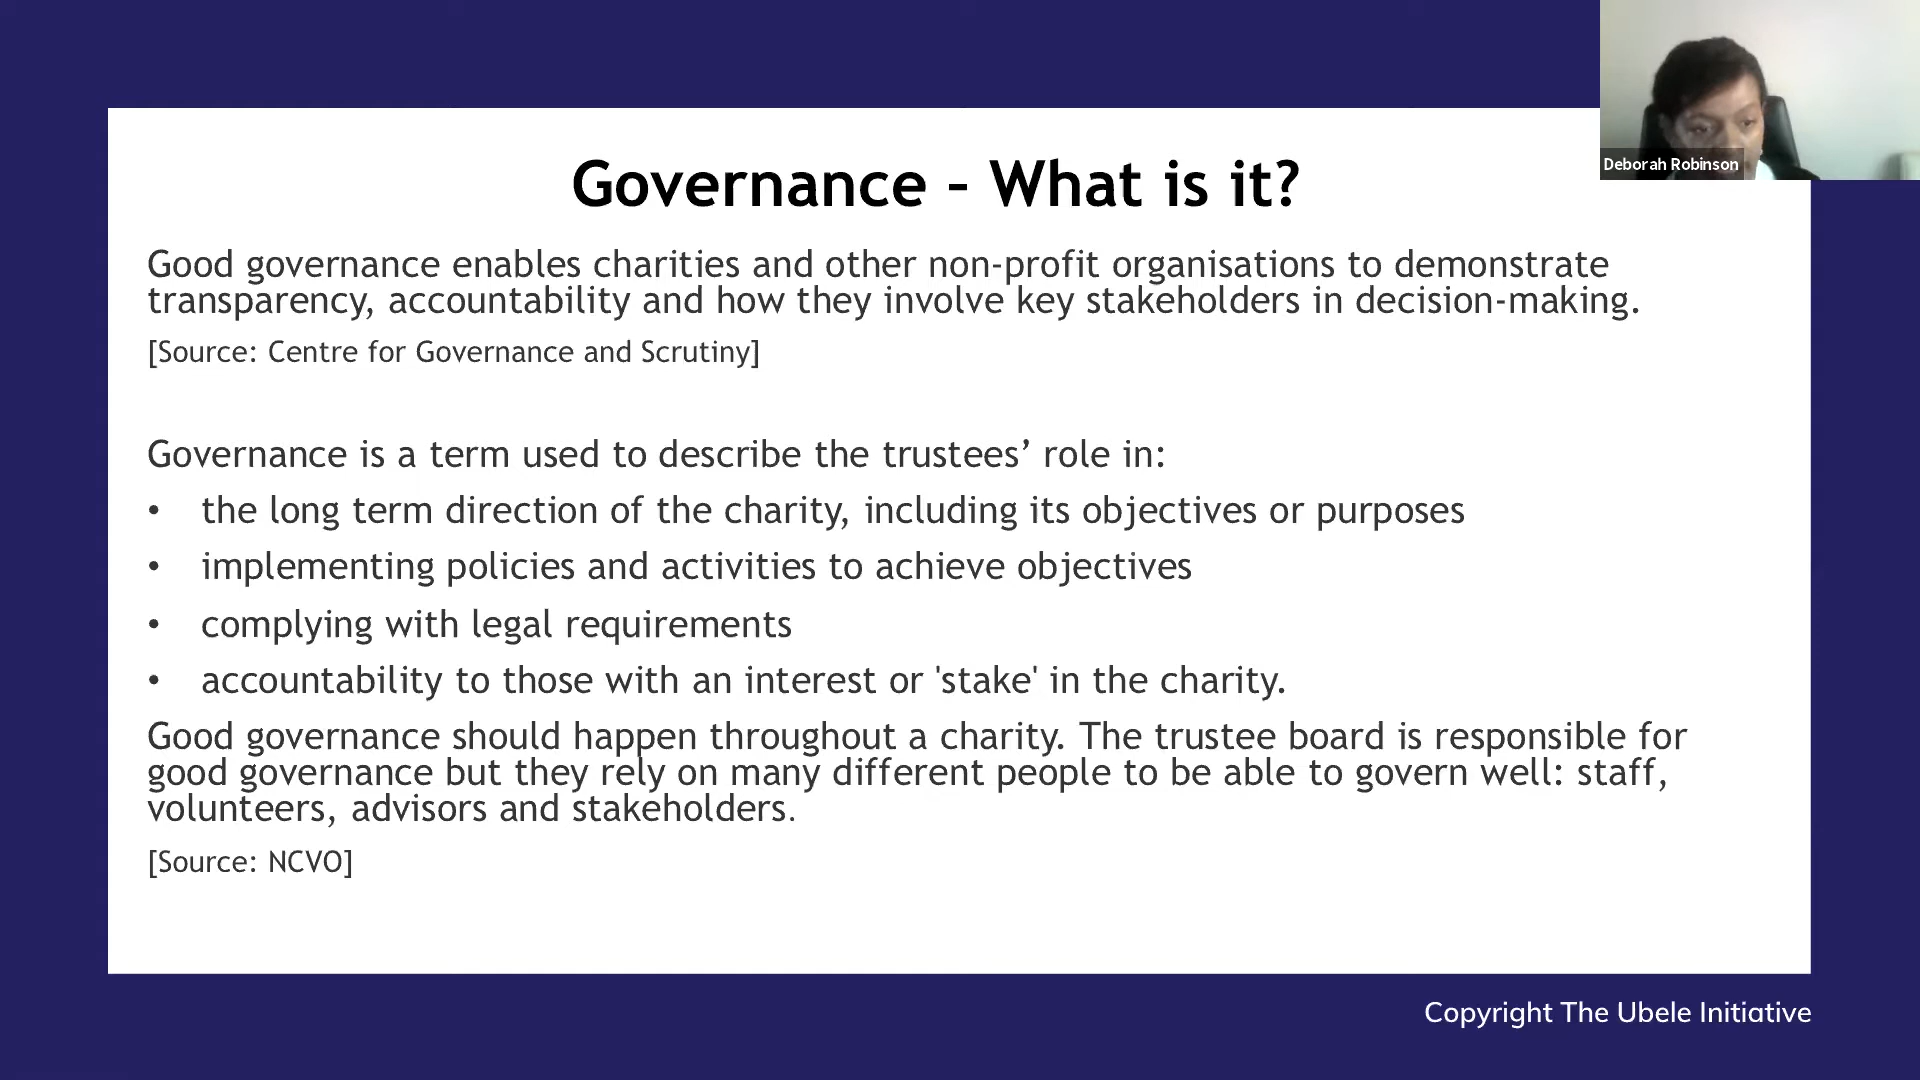 Deborah Robinson
Governance – What is it?
Good governance enables charities and other non-profit organisations to demonstrate
transparency, accountability and how they involve key stakeholders in decision-making.
[Source: Centre for Governance and Scrutiny]
Governance is a term used to describe the trustees’ role in:
• the long term direction of the charity, including its objectives or purposes
• implementing policies and activities to achieve objectives
• complying with legal requirements
• accountability to those with an interest or 'stake' in the charity.
Good governance should happen throughout a charity. The trustee board is responsible for
good governance but they rely on many different people to be able to govern well: staff,
volunteers, advisors and stakeholders.
[Source: NCVO]
Copyright The Ubele Initiative